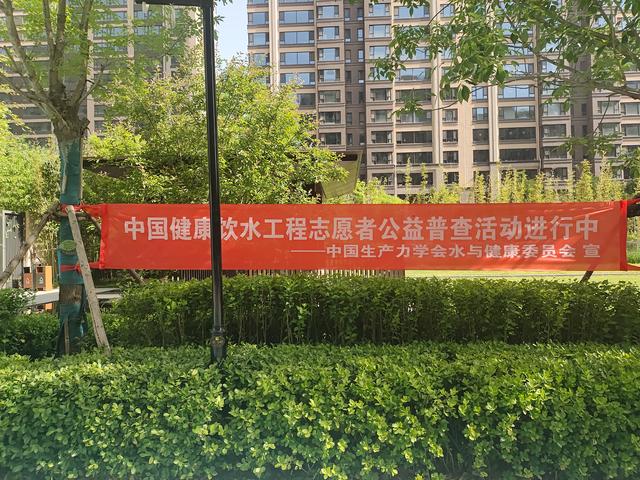 中国健康饮水工程志愿者公益普查活动进行中
——中国生产力学会水与健康委员会 宣